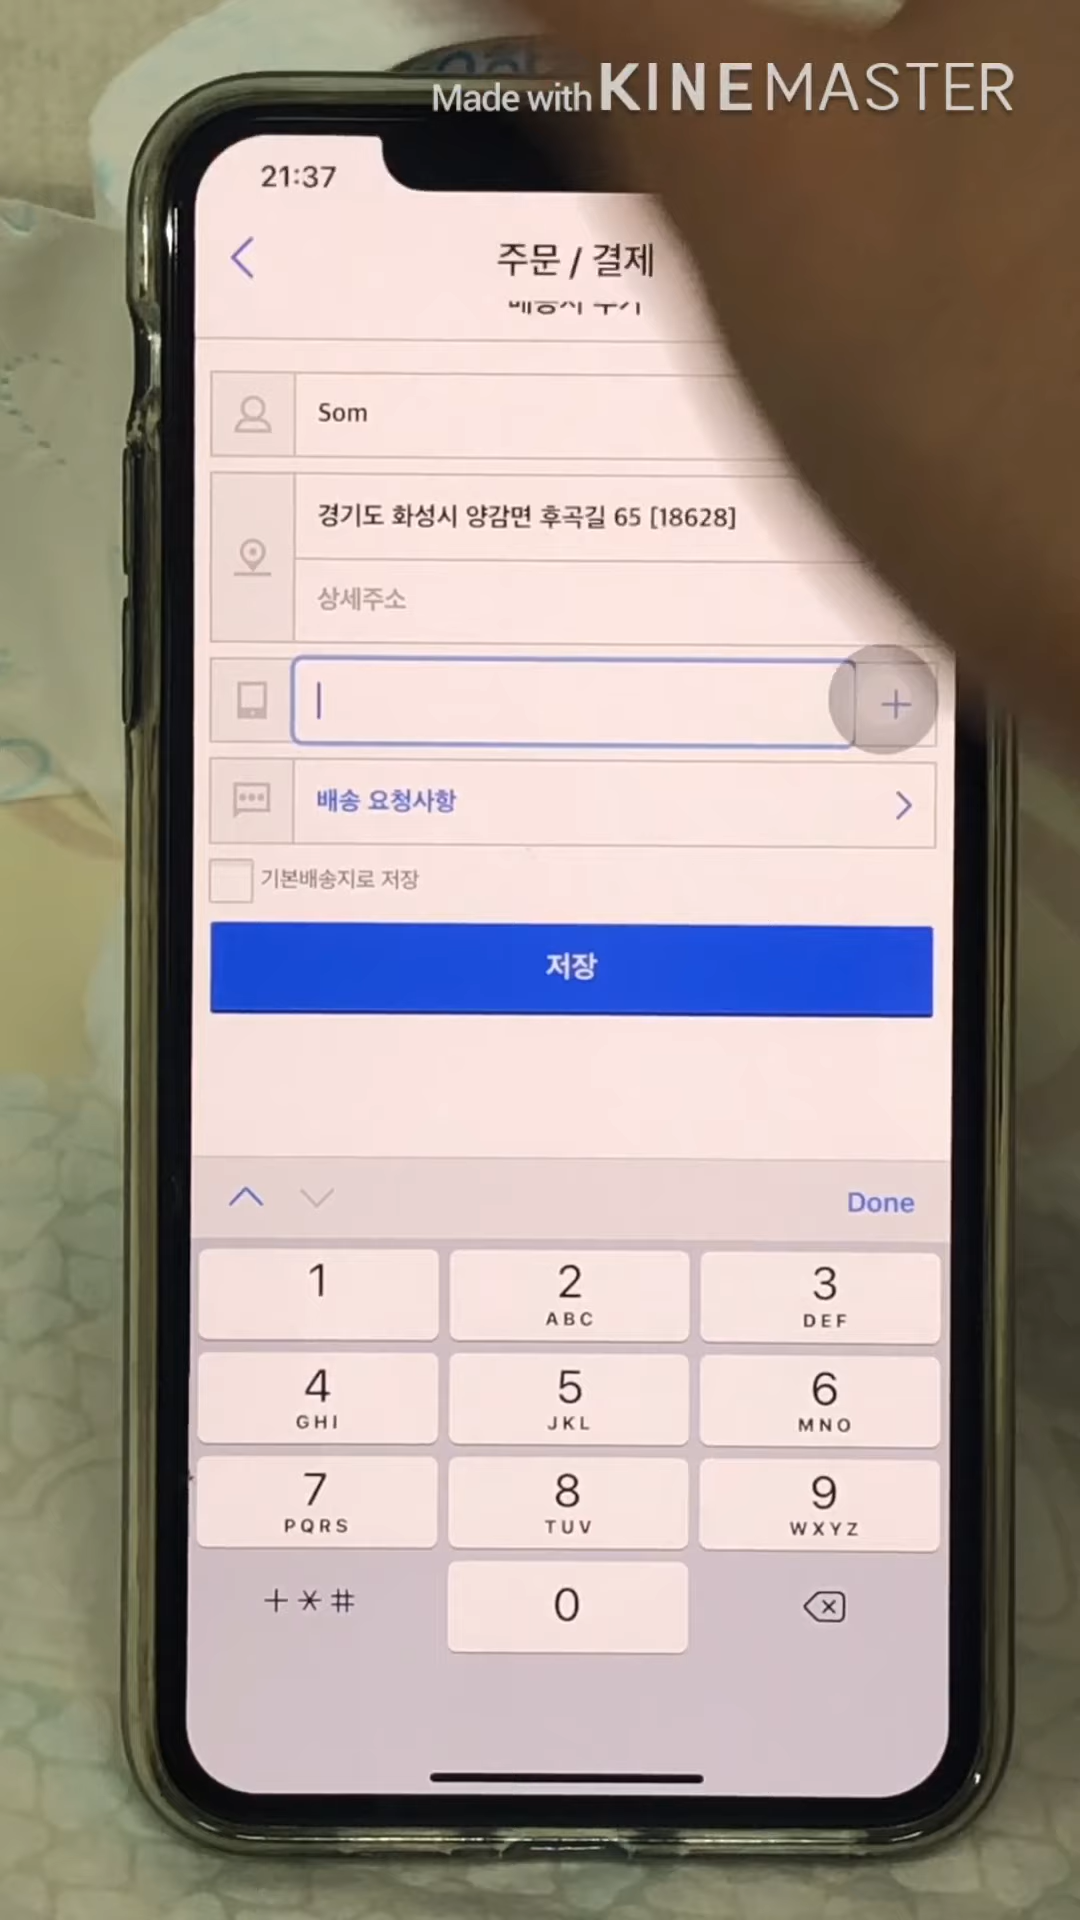 Made with KINEMASTER
21:37
주문 / 결제
Som
경기도 화성시 양감면 후곡길 65 [18628]
상세주소
+
배송 요청사항
기본배송지로 저장
저장
Done
1
2
ABC
3
DEF
4
GHI
5
JKL
6
MNO
7
PQRS
8
TUV
9
WXYZ
+*#
0